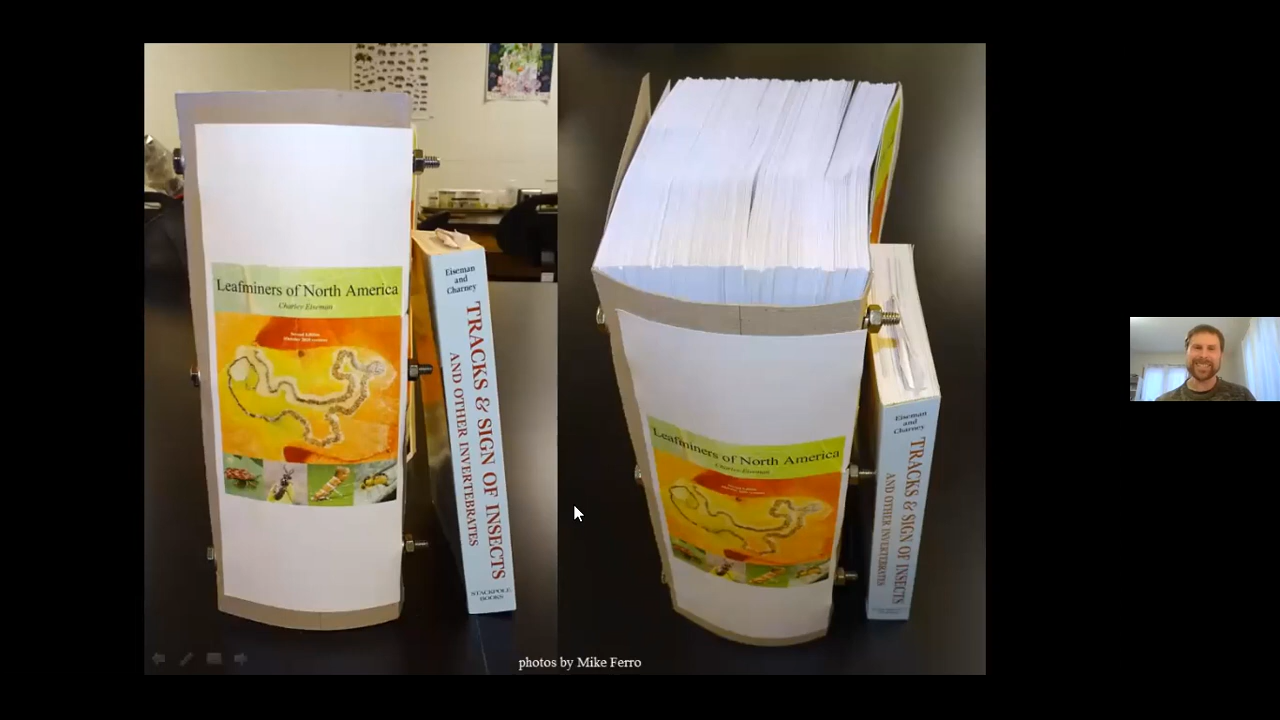 Leafminers of North America
Charley Eiseman
Eiseman
and
Charney
TRACKS & SIGN OF INSECTS
AND OTHER INVERTEBRATES
STACKPOLE
BOOKS
Leafminers of North America
Charley Eiseman
Eiseman
and
Charney
TRACKS & SIGN OF INSECTS
AND OTHER INVERTEBRATES
photos by Mike Ferro